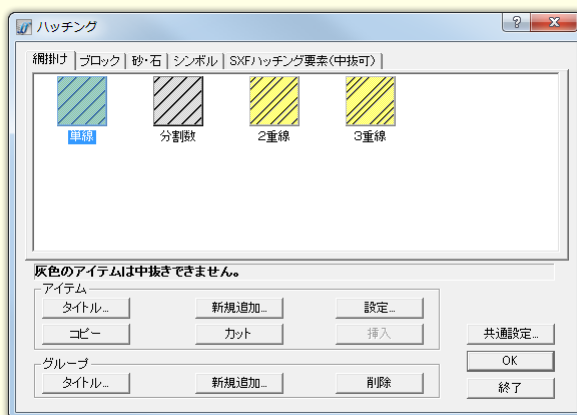 ハッチング
網掛け ブロック 砂・石 シンボル SXFハッチング要素(中抜可)
単線 分割数 2重線 3重線
灰色のアイテムは中抜きできません。
アイテム
タイトル... 新規追加... 設定...
コピー カット 挿入 共通設定...
グループ OK
タイトル... 新規追加... 削除 終了